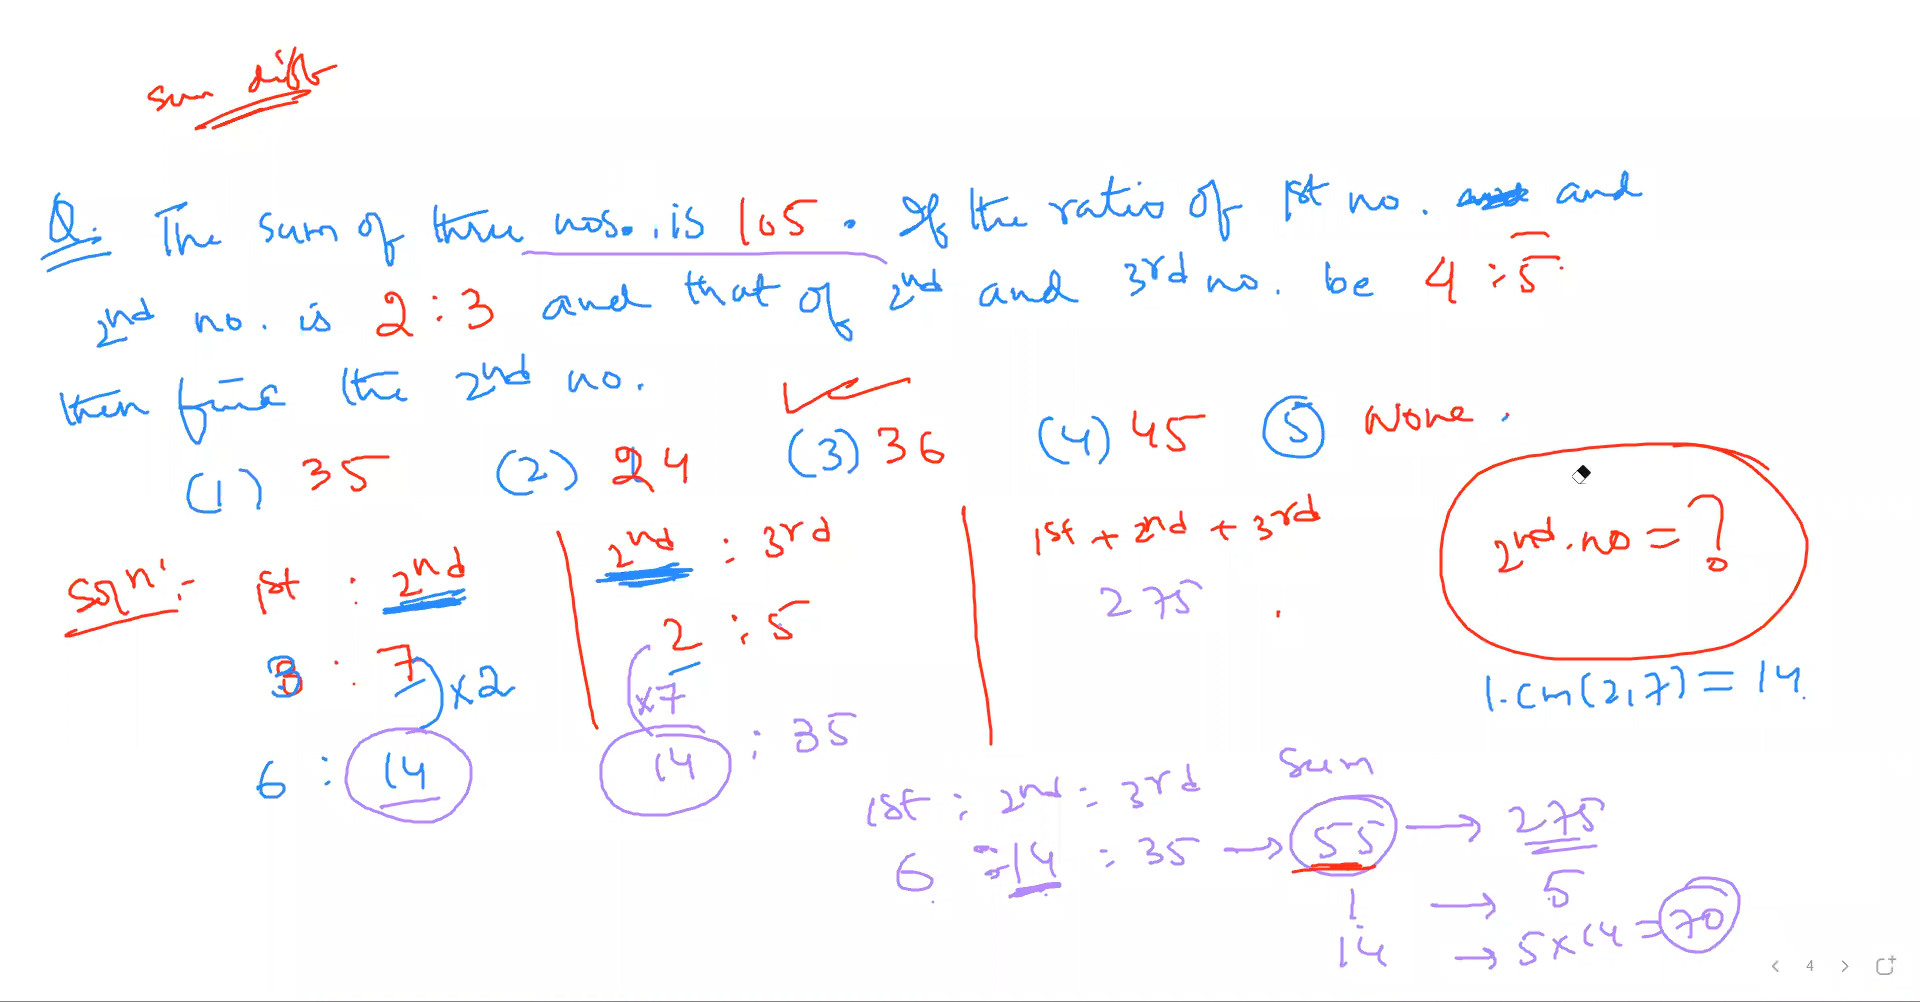 sum diff
Q. The sum of three nos. is 105. If the ratio of 1st no. and
2nd no. is 2 : 3 and that of 2nd and 3rd no. be 4 : 5
then find the 2nd no.
(1) 35 (2) 24 (3) 36 (4) 45 (5) None.
Soln:- 1st : 2nd
3 : 7 ×2
6 : 14
2nd : 3rd
2 : 5
×7
14 : 35
1st + 2nd + 3rd
275
2nd. no = ?
l.cm(2,7) = 14
Sum
1st : 2nd : 3rd
6 : 14 : 35 → 55 → 275
1 → 5
14 → 5×14 = 70
4